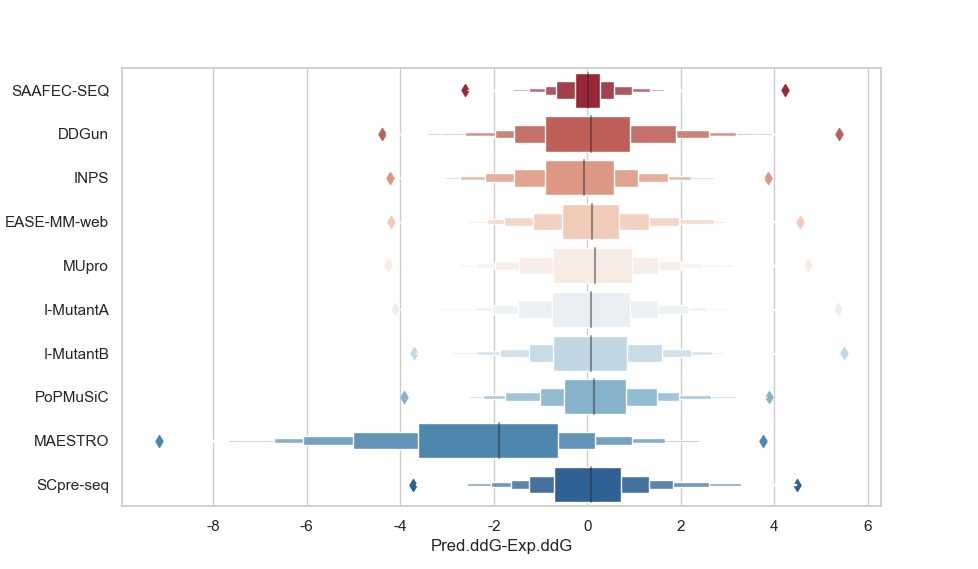 SAAFEC-SEQ
DDGun
INPS
EASE-MM-web
MUpro
I-MutantA
I-MutantB
PoPMuSiC
MAESTRO
SCpre-seq
-8 -6 -4 -2 0 2 4 6
Pred.ddG-Exp.ddG